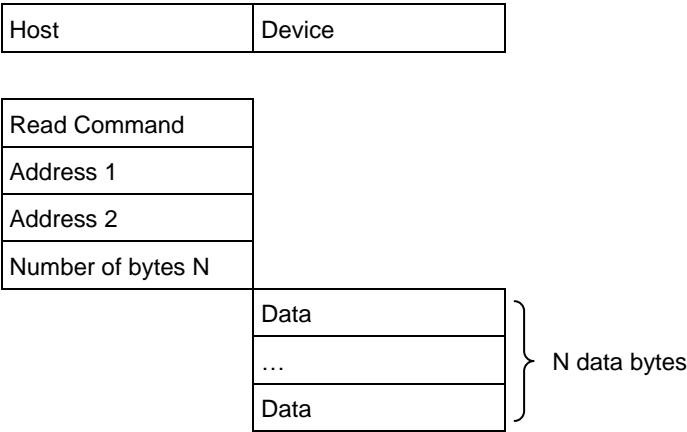 Host Device
Read Command
Address 1
Address 2
Number of bytes N
Data
… N data bytes
Data